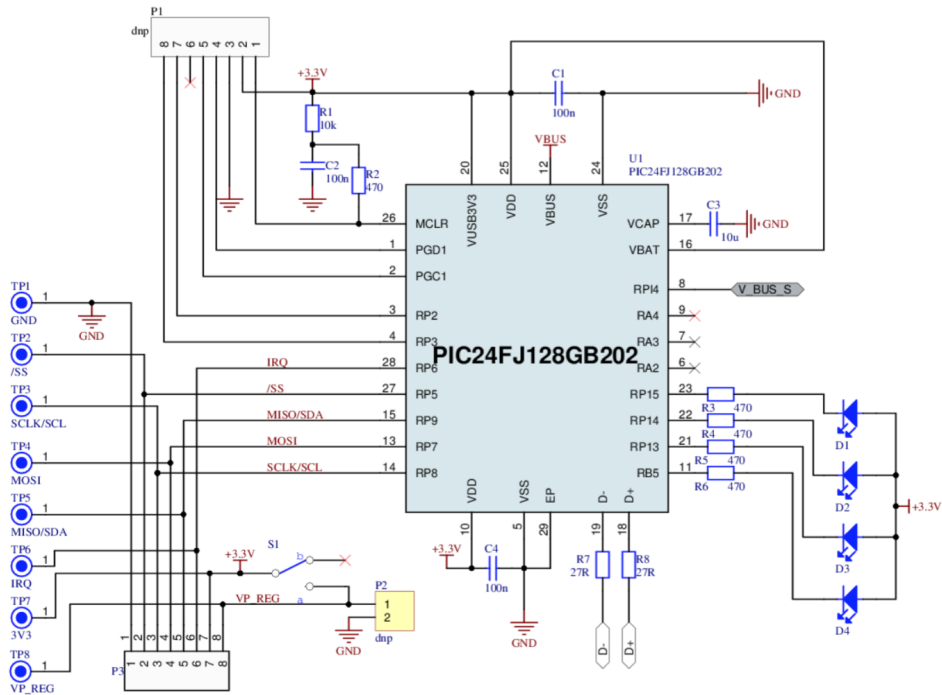 P1
dnp
8 7 6 5 4 3 2 1
+3.3V
R1
10k
C2
100n
R2
470
C1
100n
GND
VBUS
20 25 12 24
U1
PIC24FJ128GB202
VUSB3V3 VDD VBUS VSS
26 MCLR
1 PGD1
2 PGC1
3 RP2
4 RP3
28 RP6
27 RP5
15 RP9
13 RP7
14 RP8
IRQ
/SS
MISO/SDA
MOSI
SCLK/SCL
PIC24FJ128GB202
VCAP 17
C3
10u
GND
VBAT 16
RPI4 8
V_BUS_S
RA4 9
RA3 7
RA2 6
RP15 23
RP14 22
RP13 21
RB5 11
R3 470
R4 470
R5 470
R6 470
D1
D2
D3
D4
+3.3V
VDD VSS EP D- D+
10 5 29 19 18
+3.3V
C4
100n
GND
R7
27R
R8
27R
D- D+
TP1
1
GND
GND
TP2
1
/SS
TP3
1
SCLK/SCL
TP4
1
MOSI
TP5
1
MISO/SDA
TP6
1
IRQ
TP7
1
3V3
TP8
1
VP_REG
+3.3V
S1
b
a
VP_REG
P2
1
2
dnp
GND
1 2 3 4 5 6 7 8
P3
1 2 3 4 5 6 7 8